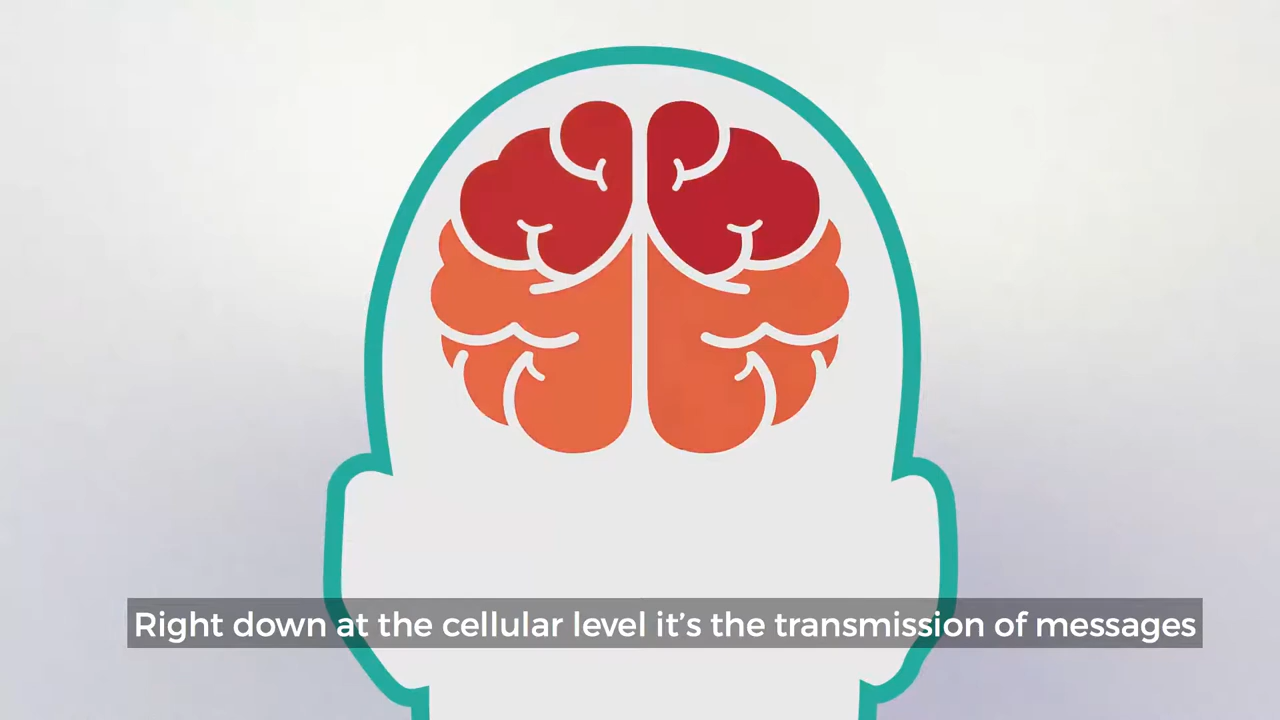 Right down at the cellular level it’s the transmission of messages